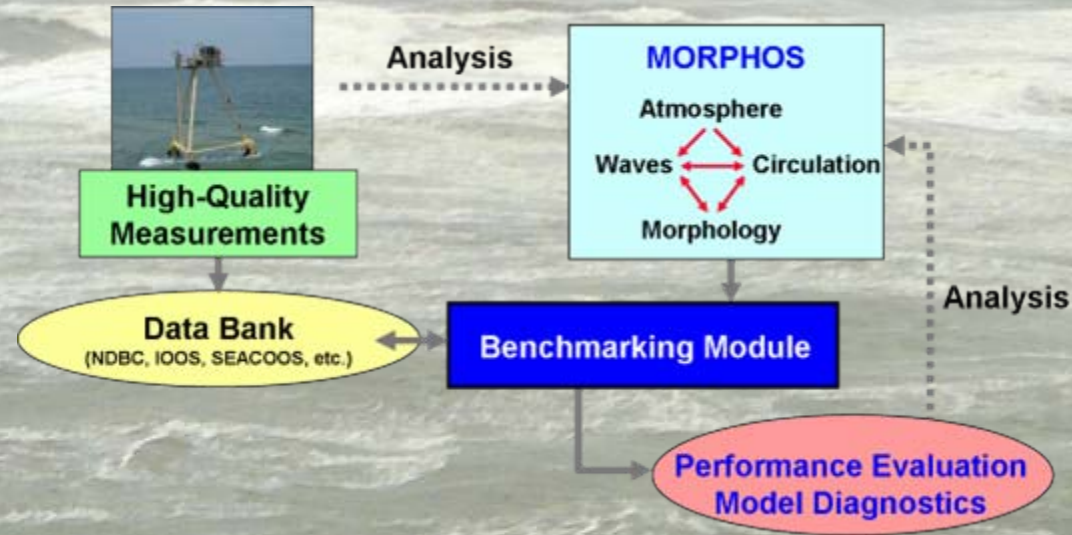 Analysis
MORPHOS
Atmosphere
Waves
Circulation
Morphology
High-Quality
Measurements
Data Bank
(NDBC, IOOS, SEACOOS, etc.)
Benchmarking Module
Analysis
Performance Evaluation
Model Diagnostics